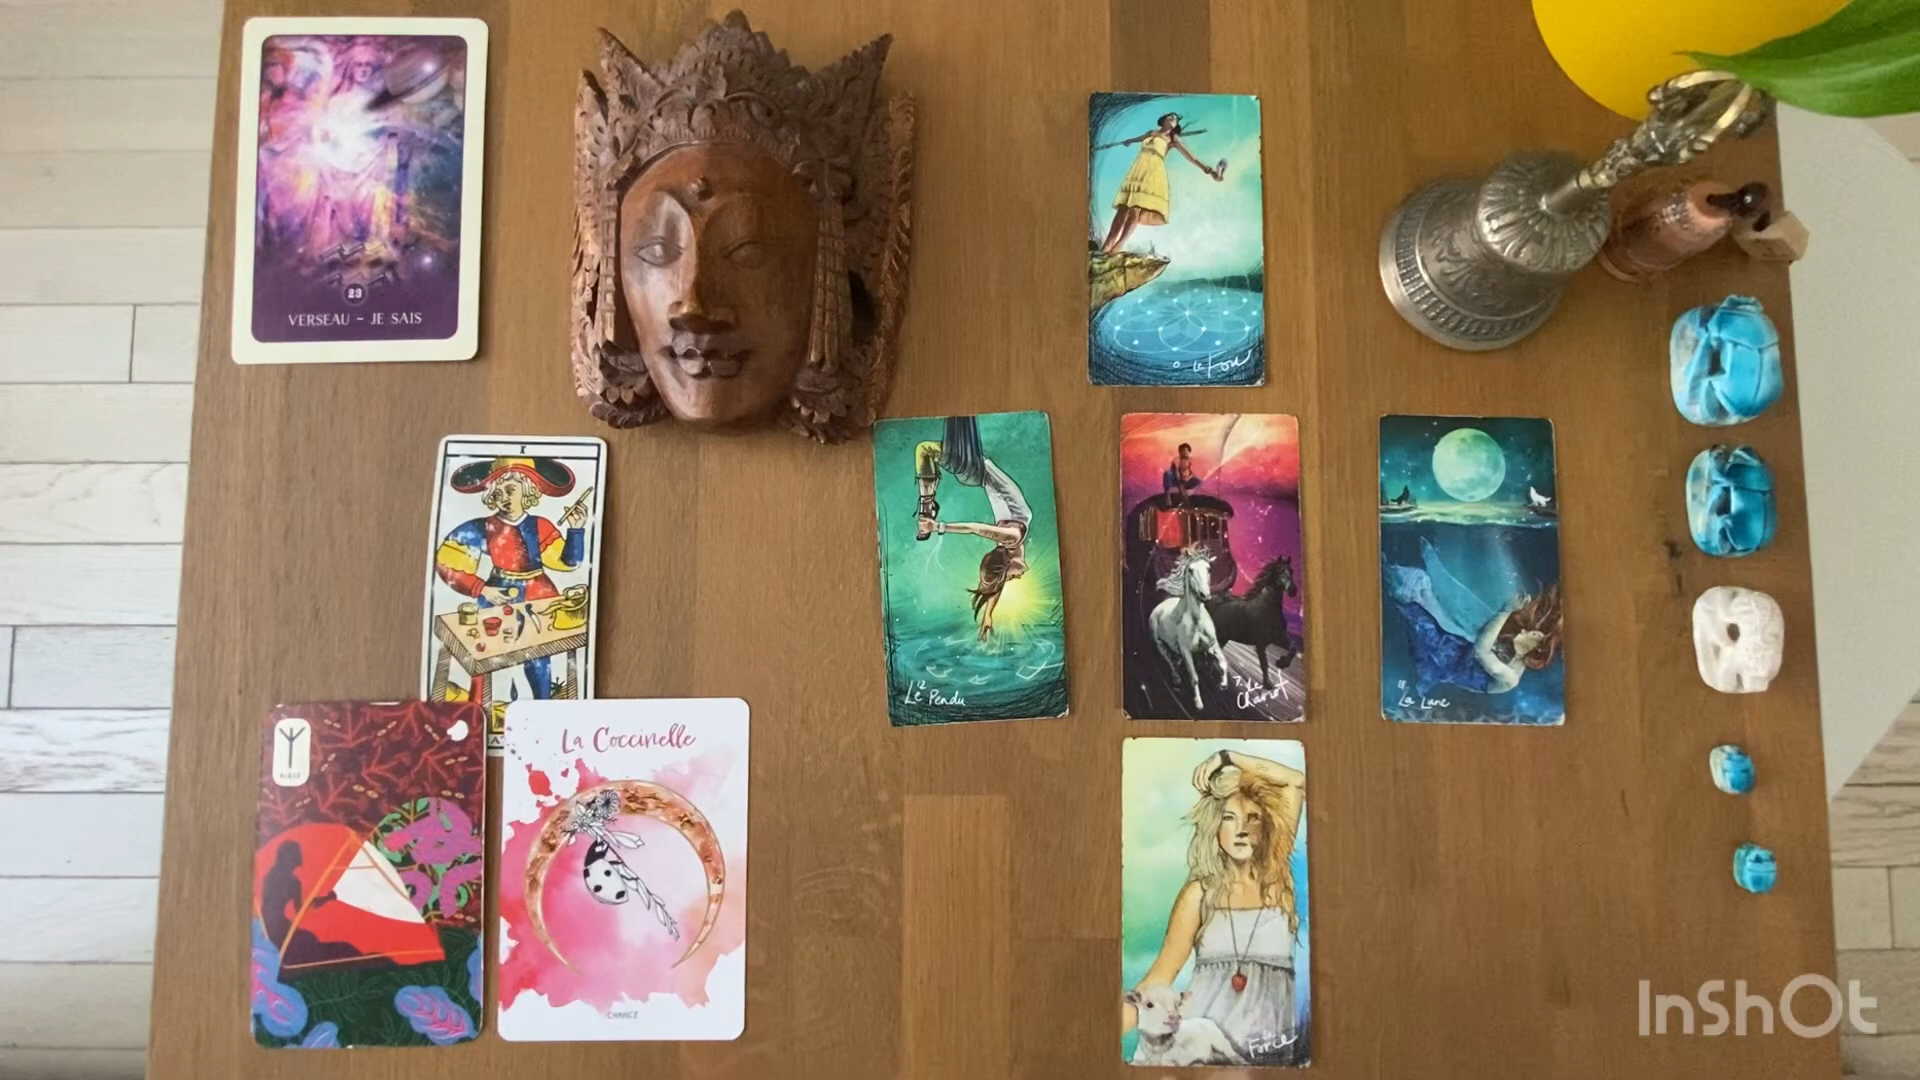 23
VERSEAU – JE SAIS
0 Le Fou
I
12
Le Pendu
7. Le
Chariot
18
La Lune
La Coccinelle
CHANCE
Force
InShOt